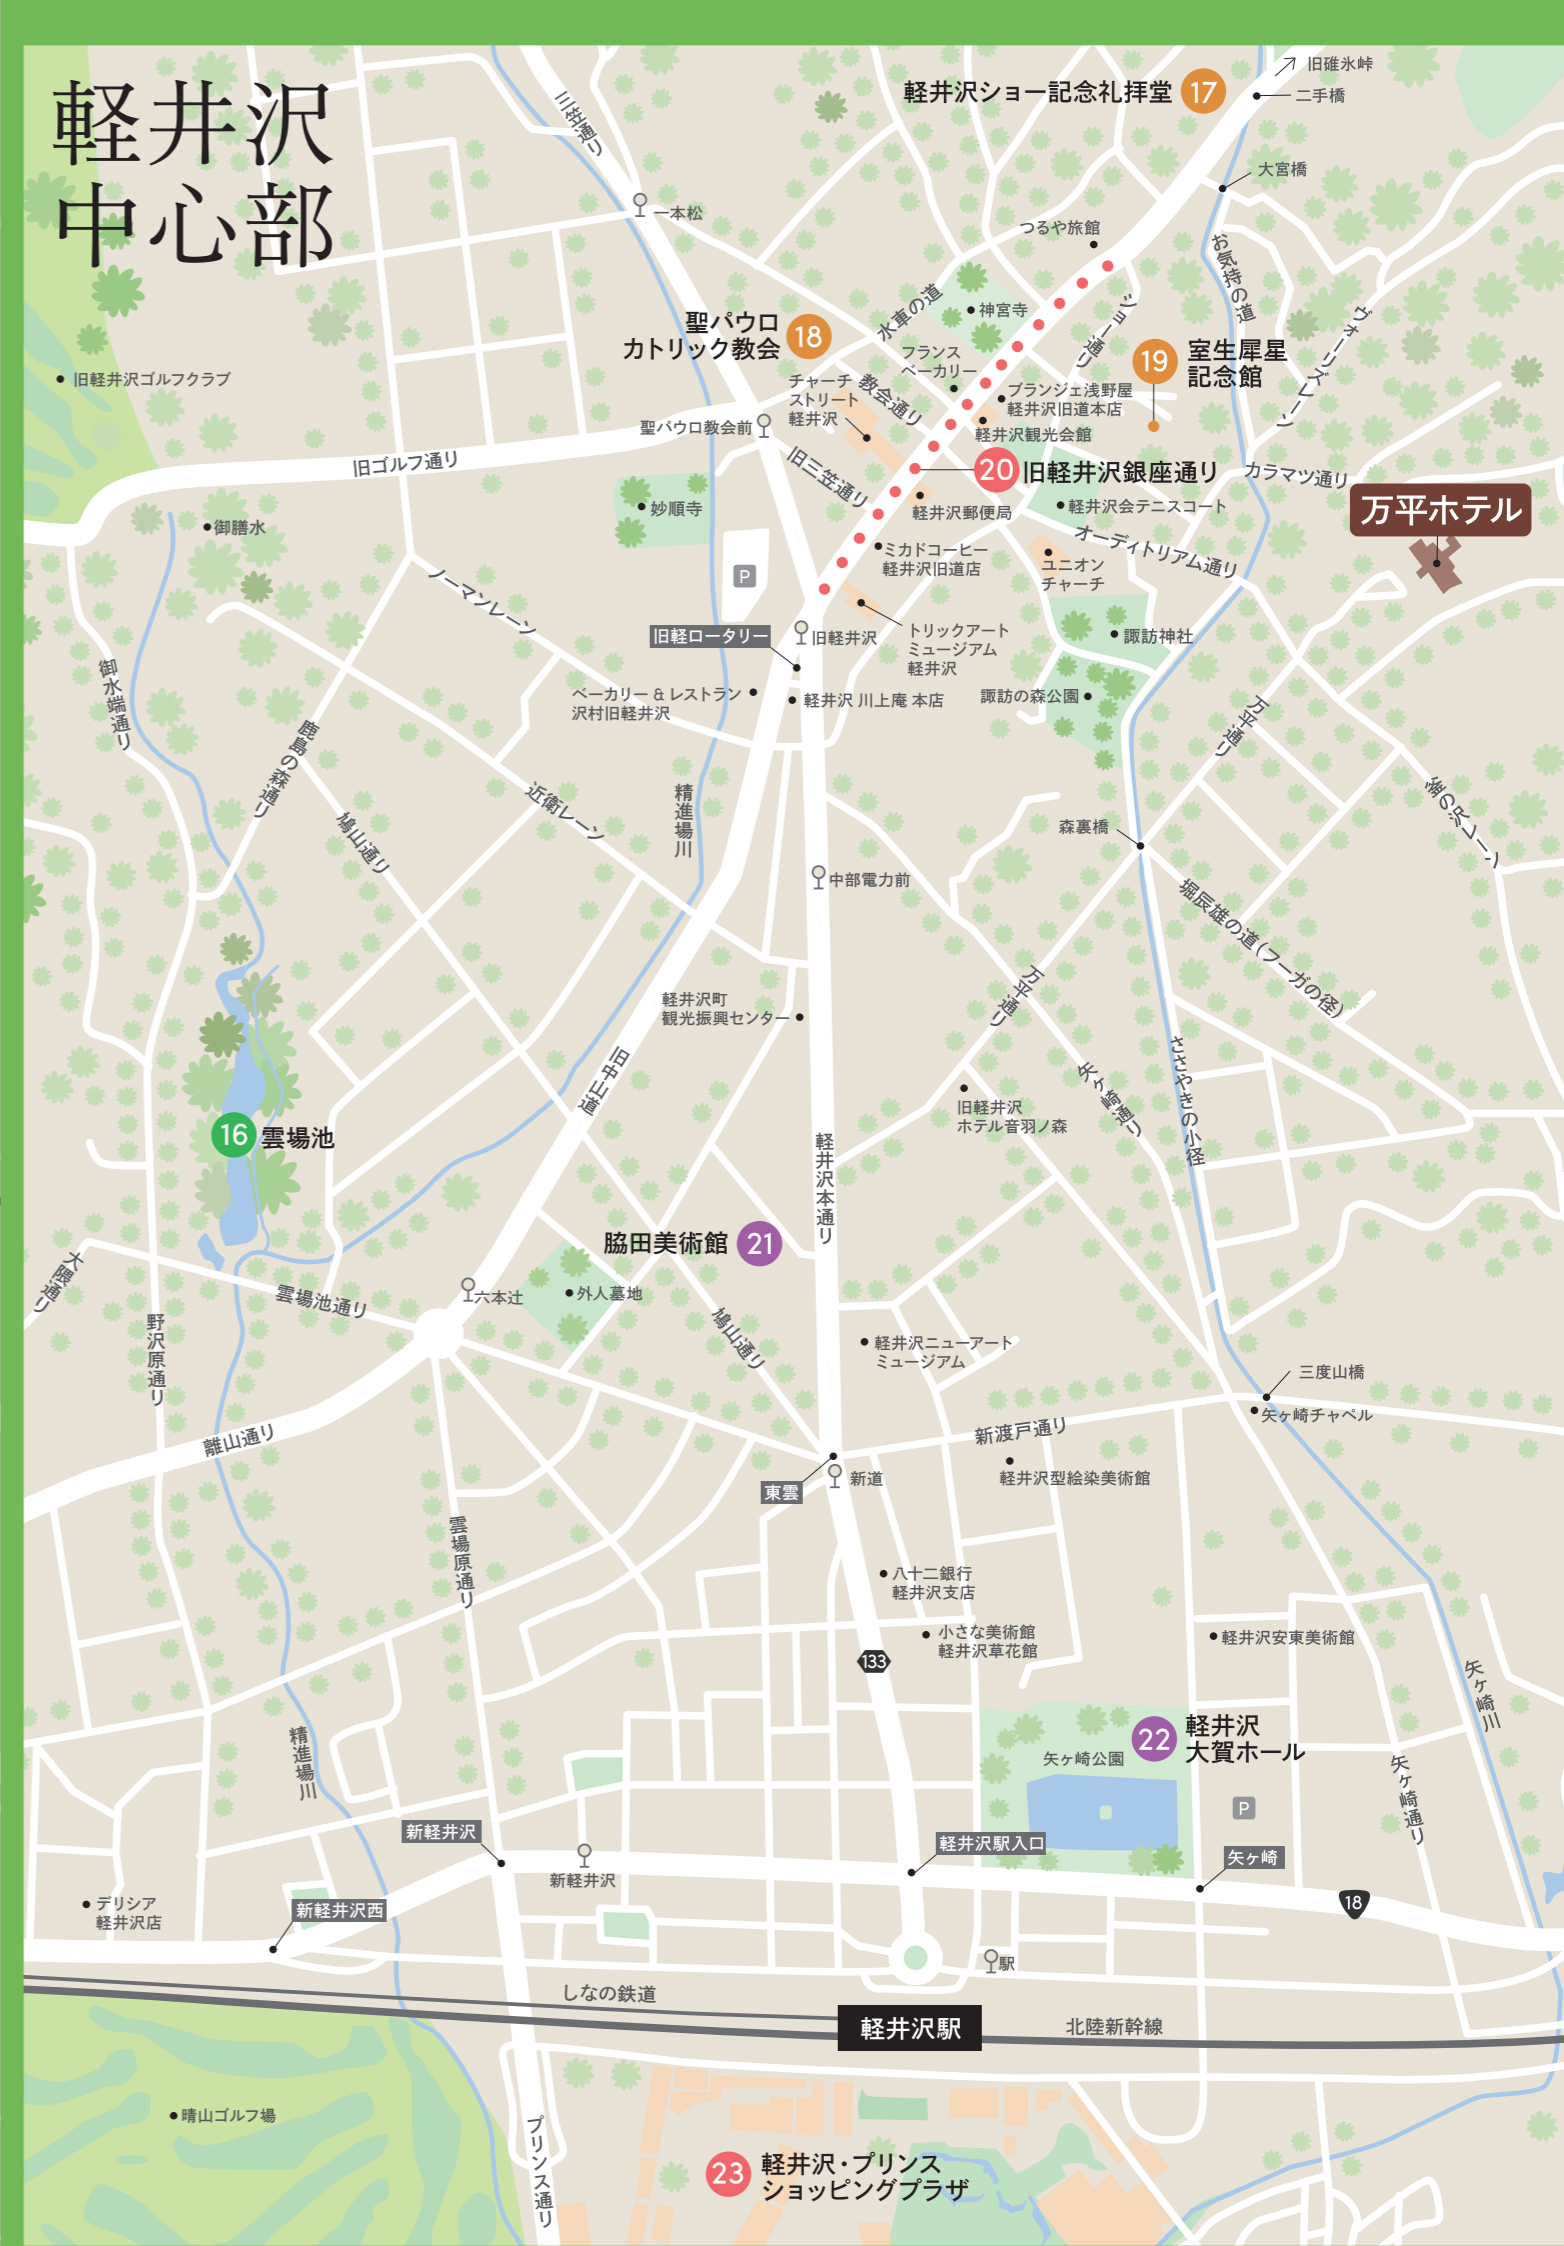 軽井沢
中心部
旧碓氷峠
二手橋
軽井沢ショー記念礼拝堂 17
三笠通り
大宮橋
一本松
つるや旅館
お気持の道
水車の道
神宮寺
ショー通り
ヴォーリズレーン
聖パウロ
カトリック教会
18
フランス
ベーカリー
19
室生犀星
記念館
旧軽井沢ゴルフクラブ
チャーチ
ストリート
軽井沢
教会通り
ブランジェ浅野屋
軽井沢旧道本店
聖パウロ教会前
軽井沢観光会館
旧ゴルフ通り
旧三笠通り
20 旧軽井沢銀座通り
カラマツ通り
妙順寺
軽井沢郵便局
軽井沢会テニスコート
万平ホテル
御膳水
ミカドコーヒー
軽井沢旧道店
オーディトリアム通り
ユニオン
チャーチ
P
ノーマンレーン
旧軽ロータリー
旧軽井沢
トリックアート
ミュージアム
軽井沢
諏訪神社
御水端通り
ベーカリー & レストラン
沢村旧軽井沢
軽井沢 川上庵 本店
諏訪の森公園
鹿島の森通り
万平通り
近衛レーン
精進場川
鳩山通り
釜の沢レーン
森裏橋
中部電力前
堀辰雄の道(フーガの径)
軽井沢町
観光振興センター
万平通り
旧中山道
矢ヶ崎通り
ささやきの小径
旧軽井沢
ホテル音羽ノ森
16 雲場池
軽井沢本通り
脇田美術館 21
大隈通り
雲場池通り
六本辻
外人墓地
野沢原通り
鳩山通り
軽井沢ニューアート
ミュージアム
三度山橋
矢ヶ崎チャペル
離山通り
新渡戸通り
東雲
新道
軽井沢型絵染美術館
雲場原通り
八十二銀行
軽井沢支店
小さな美術館
軽井沢草花館
軽井沢安東美術館
133
矢ヶ崎川
精進場川
22
軽井沢
大賀ホール
矢ヶ崎公園
矢ヶ崎通り
P
新軽井沢
軽井沢駅入口
矢ヶ崎
新軽井沢
デリシア
軽井沢店
新軽井沢西
18
駅
しなの鉄道
軽井沢駅
北陸新幹線
晴山ゴルフ場
プリンス通り
23
軽井沢・プリンス
ショッピングプラザ